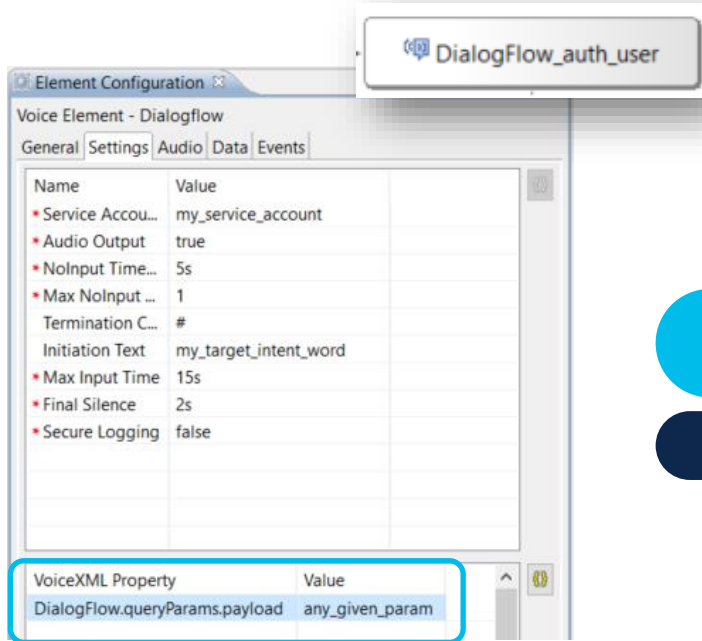 DialogFlow_auth_user
Element Configuration
Voice Element - Dialogflow
General Settings Audio Data Events
Name Value
* Service Accou... my_service_account
* Audio Output true
* NoInput Time... 5s
* Max NoInput ... 1
Termination C... #
Initiation Text my_target_intent_word
* Max Input Time 15s
* Final Silence 2s
* Secure Logging false
VoiceXML Property Value
DialogFlow.queryParams.payload any_given_param